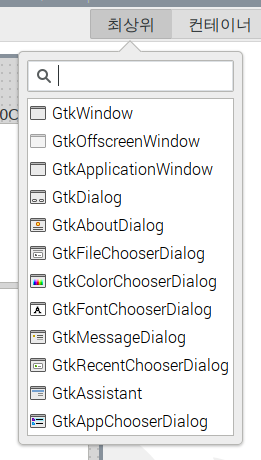 최상위 컨테이너
0C
GtkWindow
GtkOffscreenWindow
GtkApplicationWindow
GtkDialog
GtkAboutDialog
GtkFileChooserDialog
GtkColorChooserDialog
GtkFontChooserDialog
GtkMessageDialog
GtkRecentChooserDialog
GtkAssistant
GtkAppChooserDialog